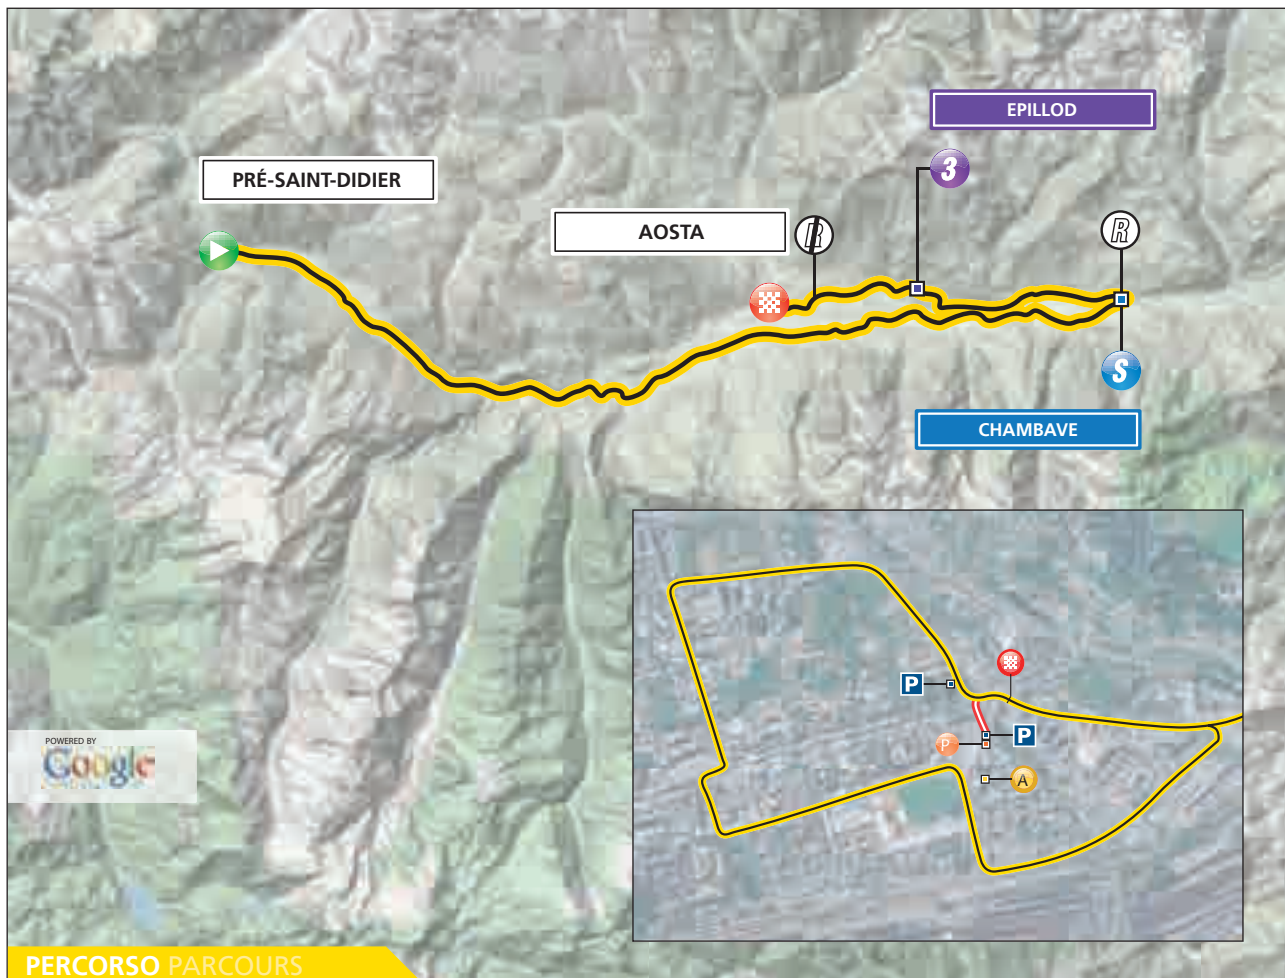 EPILLOD
3
PRÉ-SAINT-DIDIER
AOSTA
R
R
S
CHAMBAVE
P
P
P
A
POWERED BY
Google
PERCORSO PARCOURS